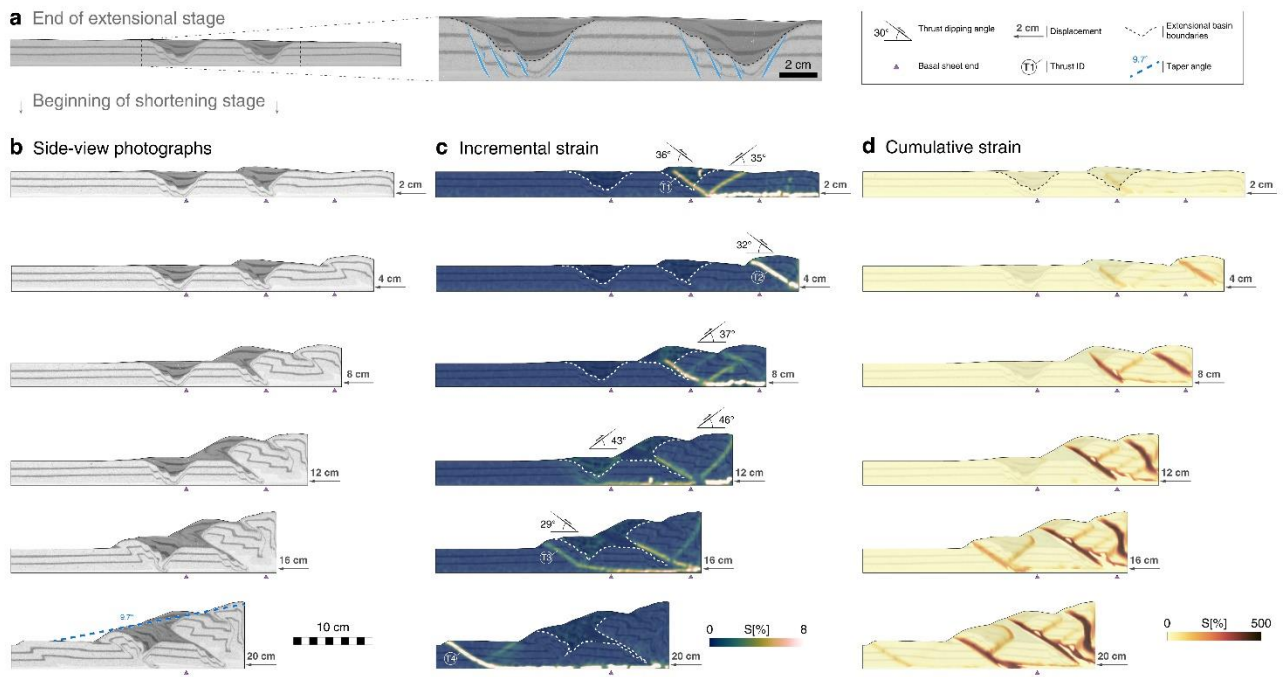 a End of extensional stage
2 cm
30° Thrust dipping angle
2 cm Displacement
Extensional basin
boundaries
Basal sheet end
T1 Thrust ID
9.7° Taper angle
Beginning of shortening stage
b Side-view photographs
c Incremental strain
d Cumulative strain
2 cm
36°
35°
T1
2 cm
2 cm
4 cm
32°
T2
4 cm
4 cm
8 cm
37°
8 cm
8 cm
12 cm
43°
46°
12 cm
12 cm
16 cm
29°
T3
16 cm
16 cm
9.7°
20 cm
10 cm
T4
20 cm
0 S[%] 8
20 cm
0 S[%] 500